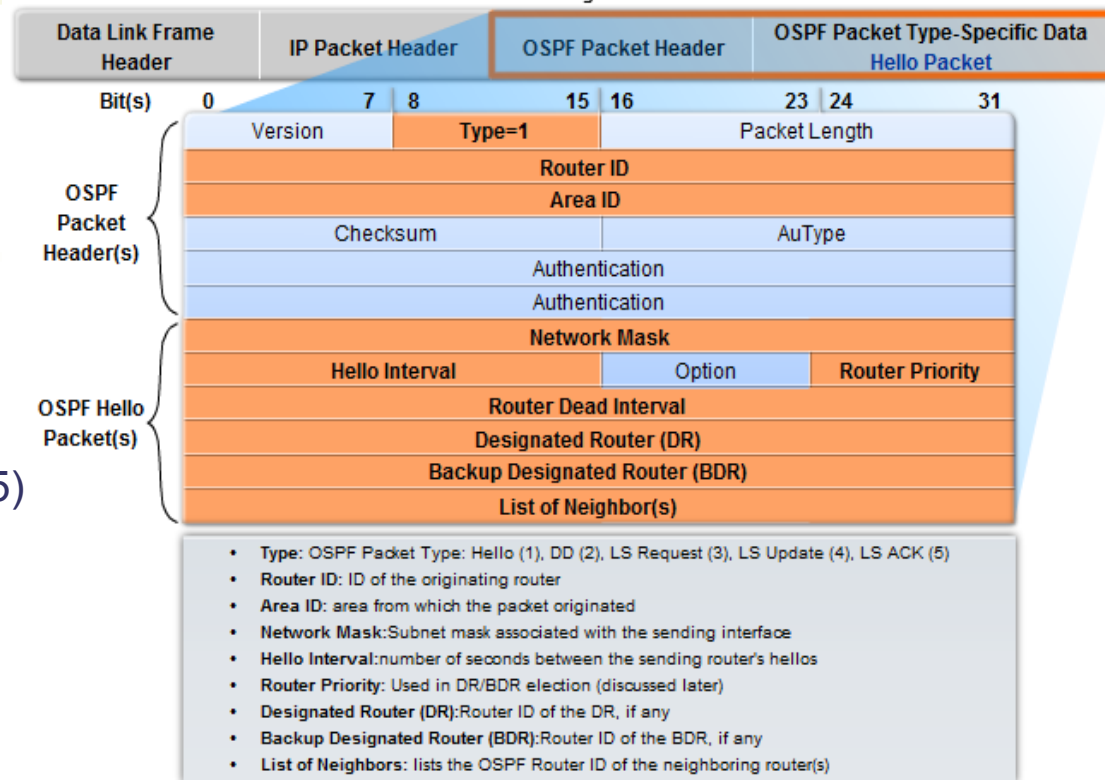 Data Link Frame Header
IP Packet Header
OSPF Packet Header
OSPF Packet Type-Specific Data
Hello Packet
Bit(s) 0 7 8 15 16 23 24 31
OSPF Packet Header(s)
Version Type=1 Packet Length
Router ID
Area ID
Checksum AuType
Authentication
Authentication
OSPF Hello Packet(s)
Network Mask
Hello Interval Option Router Priority
Router Dead Interval
Designated Router (DR)
Backup Designated Router (BDR)
List of Neighbor(s)
5)
• Type: OSPF Packet Type: Hello (1), DD (2), LS Request (3), LS Update (4), LS ACK (5)
• Router ID: ID of the originating router
• Area ID: area from which the packet originated
• Network Mask:Subnet mask associated with the sending interface
• Hello Interval:number of seconds between the sending router's hellos
• Router Priority: Used in DR/BDR election (discussed later)
• Designated Router (DR):Router ID of the DR, if any
• Backup Designated Router (BDR):Router ID of the BDR, if any
• List of Neighbors: lists the OSPF Router ID of the neighboring router(s)